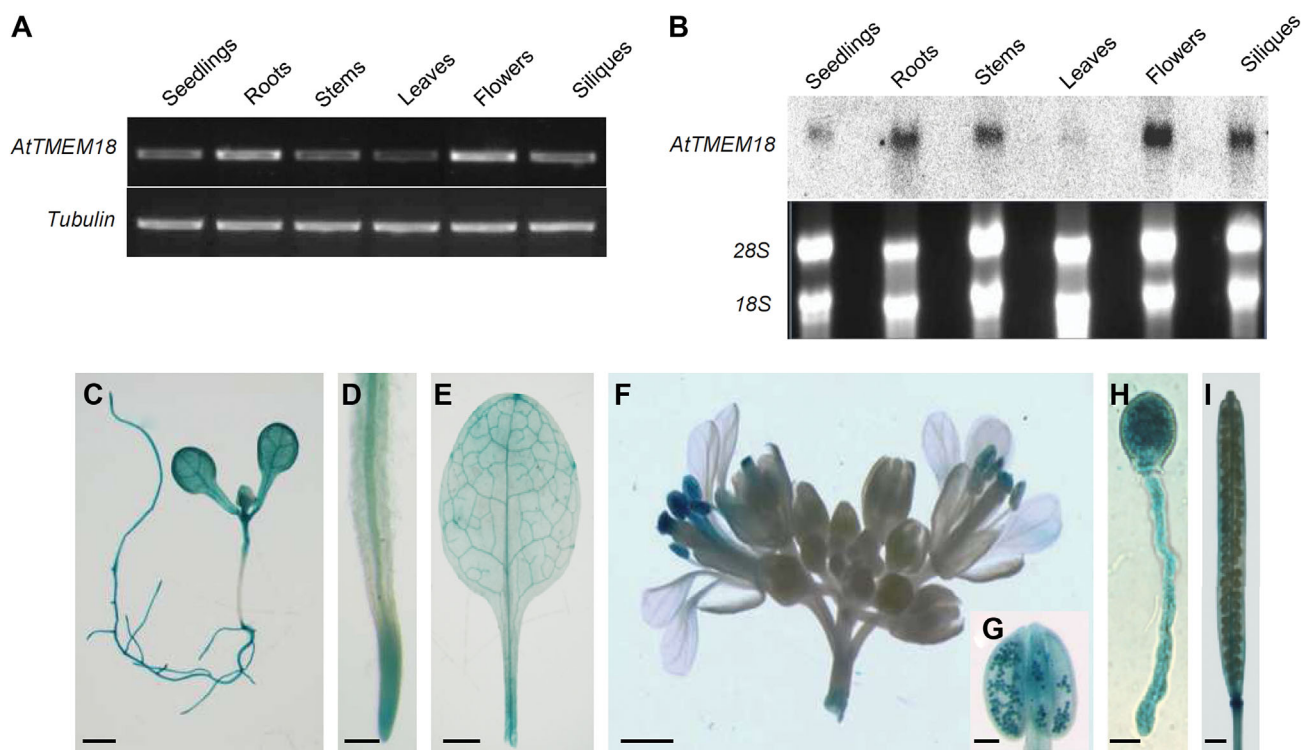 A
Seedlings
Roots
Stems
Leaves
Flowers
Siliques
AtTMEM18
Tubulin
B
Seedlings
Roots
Stems
Leaves
Flowers
Siliques
AtTMEM18
28S
18S
C
D
E
F
G
H
I